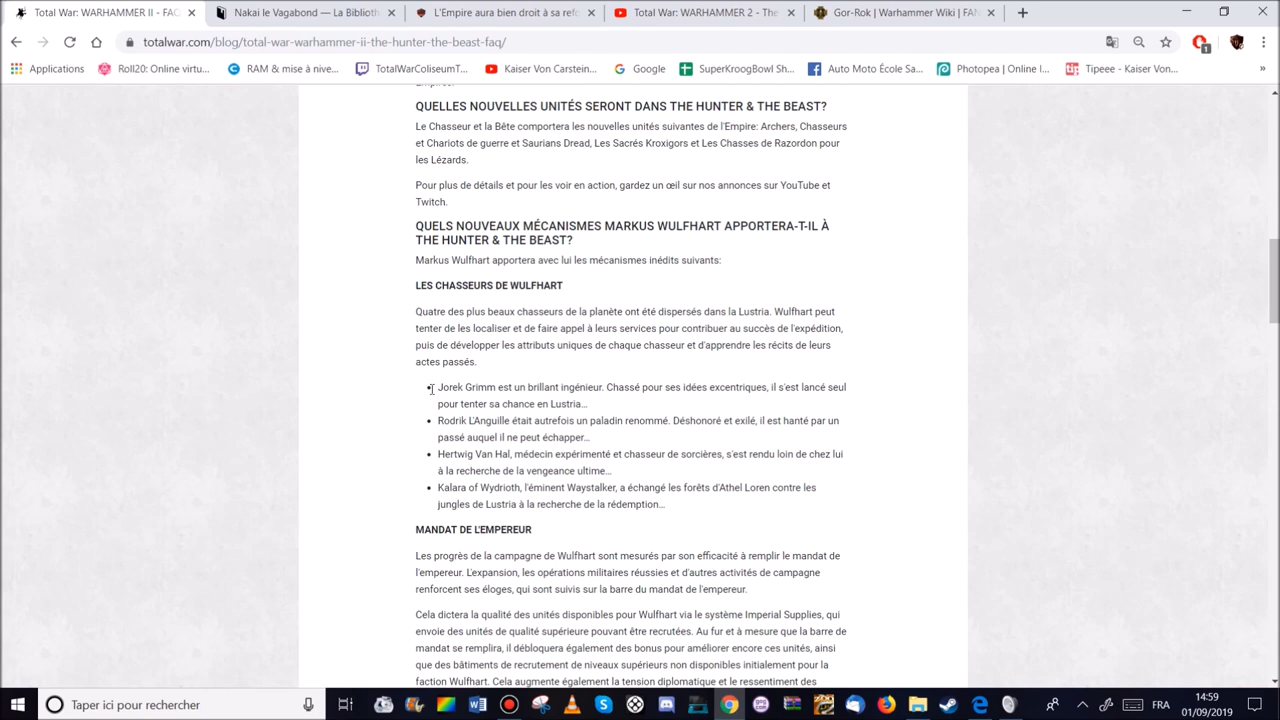 Total War: WARHAMMER II - FAQ
Nakai le Vagabond — La Biblioth
L'Empire aura bien droit à sa refo
Total War: WARHAMMER 2 - The
Gor-Rok | Warhammer Wiki | FAN
totalwar.com/blog/total-war-warhammer-ii-the-hunter-the-beast-faq/
1
Applications
Roll20: Online virtu...
RAM & mise à nive...
TotalWarColiseumT...
Kaiser Von Carstein...
Google
SuperKroogBowl Sh...
Auto Moto École Sa...
Photopea | Online I...
Tipeee - Kaiser Von...
»
QUELLES NOUVELLES UNITÉS SERONT DANS THE HUNTER & THE BEAST?
Le Chasseur et la Bête comportera les nouvelles unités suivantes de l'Empire: Archers, Chasseurs
et Chariots de guerre et Saurians Dread, Les Sacrés Kroxigors et Les Chasses de Razordon pour
les Lézards.
Pour plus de détails et pour les voir en action, gardez un œil sur nos annonces sur YouTube et
Twitch.
QUELS NOUVEAUX MÉCANISMES MARKUS WULFHART APPORTERA-T-IL À
THE HUNTER & THE BEAST?
Markus Wulfhart apportera avec lui les mécanismes inédits suivants:
LES CHASSEURS DE WULFHART
Quatre des plus beaux chasseurs de la planète ont été dispersés dans la Lustria. Wulfhart peut
tenter de les localiser et de faire appel à leurs services pour contribuer au succès de l'expédition,
puis de développer les attributs uniques de chaque chasseur et d'apprendre les récits de leurs
actes passés.
• Jorek Grimm est un brillant ingénieur. Chassé pour ses idées excentriques, il s'est lancé seul
pour tenter sa chance en Lustria...
• Rodrik L'Anguille était autrefois un paladin renommé. Déshonoré et exilé, il est hanté par un
passé auquel il ne peut échapper...
• Hertwig Van Hal, médecin expérimenté et chasseur de sorcières, s'est rendu loin de chez lui
à la recherche de la vengeance ultime...
• Kalara of Wydrioth, l'éminent Waystalker, a échangé les forêts d'Athel Loren contre les
jungles de Lustria à la recherche de la rédemption...
MANDAT DE L'EMPEREUR
Les progrès de la campagne de Wulfhart sont mesurés par son efficacité à remplir le mandat de
l'empereur. L'expansion, les opérations militaires réussies et d'autres activités de campagne
renforcent ses éloges, qui sont suivis sur la barre du mandat de l'empereur.
Cela dictera la qualité des unités disponibles pour Wulfhart via le système Imperial Supplies, qui
envoie des unités de qualité supérieure pouvant être recrutées. Au fur et à mesure que la barre de
mandat se remplira, il débloquera également des bonus pour améliorer encore ces unités, ainsi
que des bâtiments de recrutement de niveaux supérieurs non disponibles initialement pour la
faction Wulfhart. Cela augmente également la tension diplomatique et le ressentiment des
Taper ici pour rechercher
FRA
14:59
01/09/2019